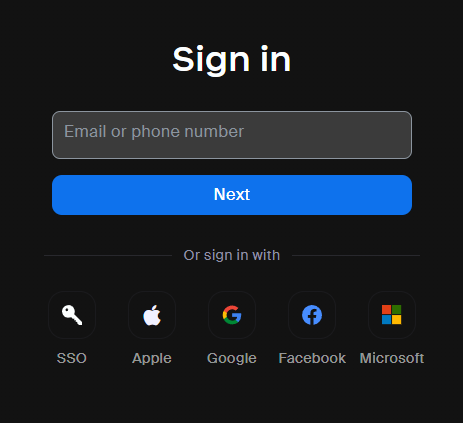 Sign in
Email or phone number
Next
Or sign in with
SSO Apple Google Facebook Microsoft